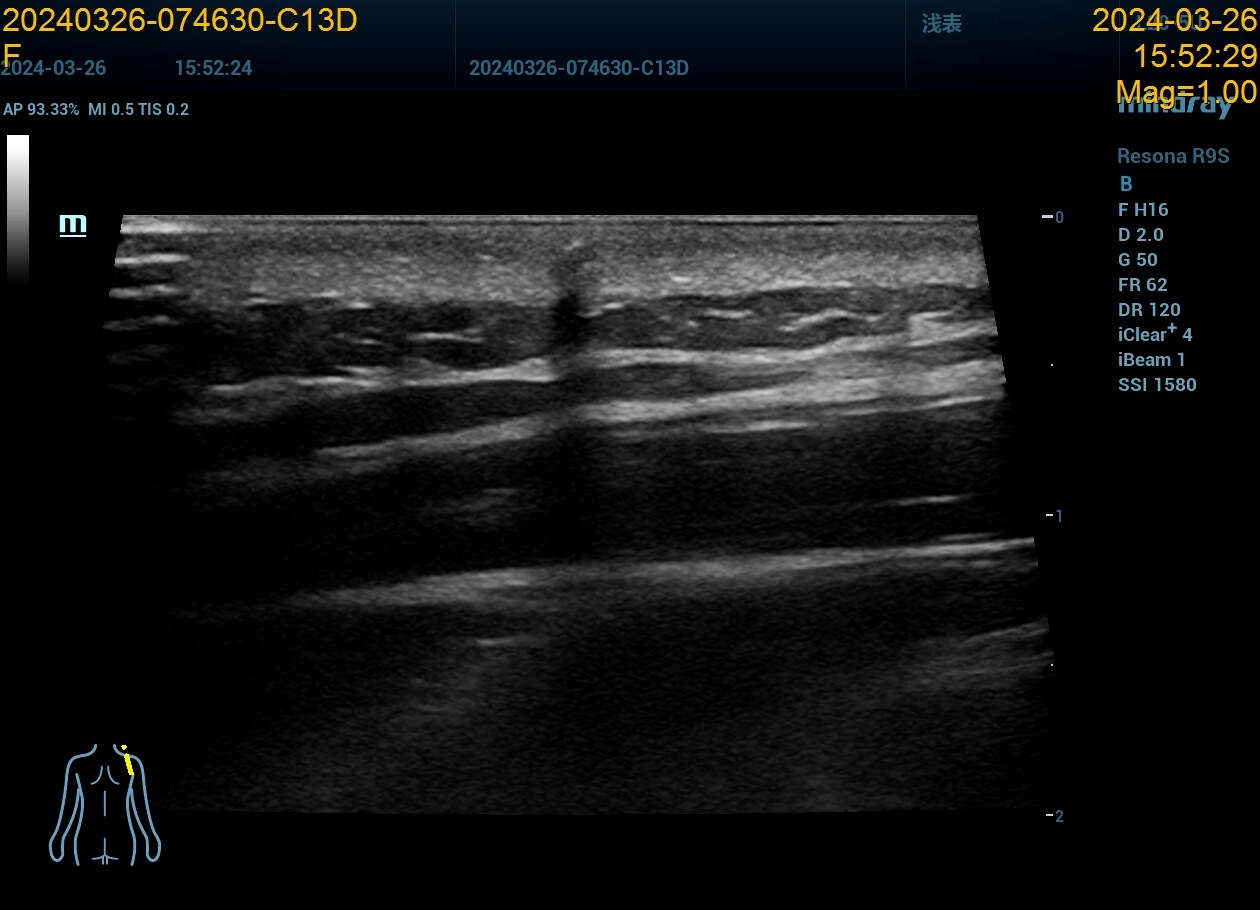 20240326-074630-C13D
F
2024-03-26
15:52:24
20240326-074630-C13D
浅表
2024-03-26
15:52:29
Mag=1.00
AP 93.33% MI 0.5 TIS 0.2
mindray
m
Resona R9S
B
F H16
D 2.0
G 50
FR 62
DR 120
iClear+ 4
iBeam 1
SSI 1580
0
1
2